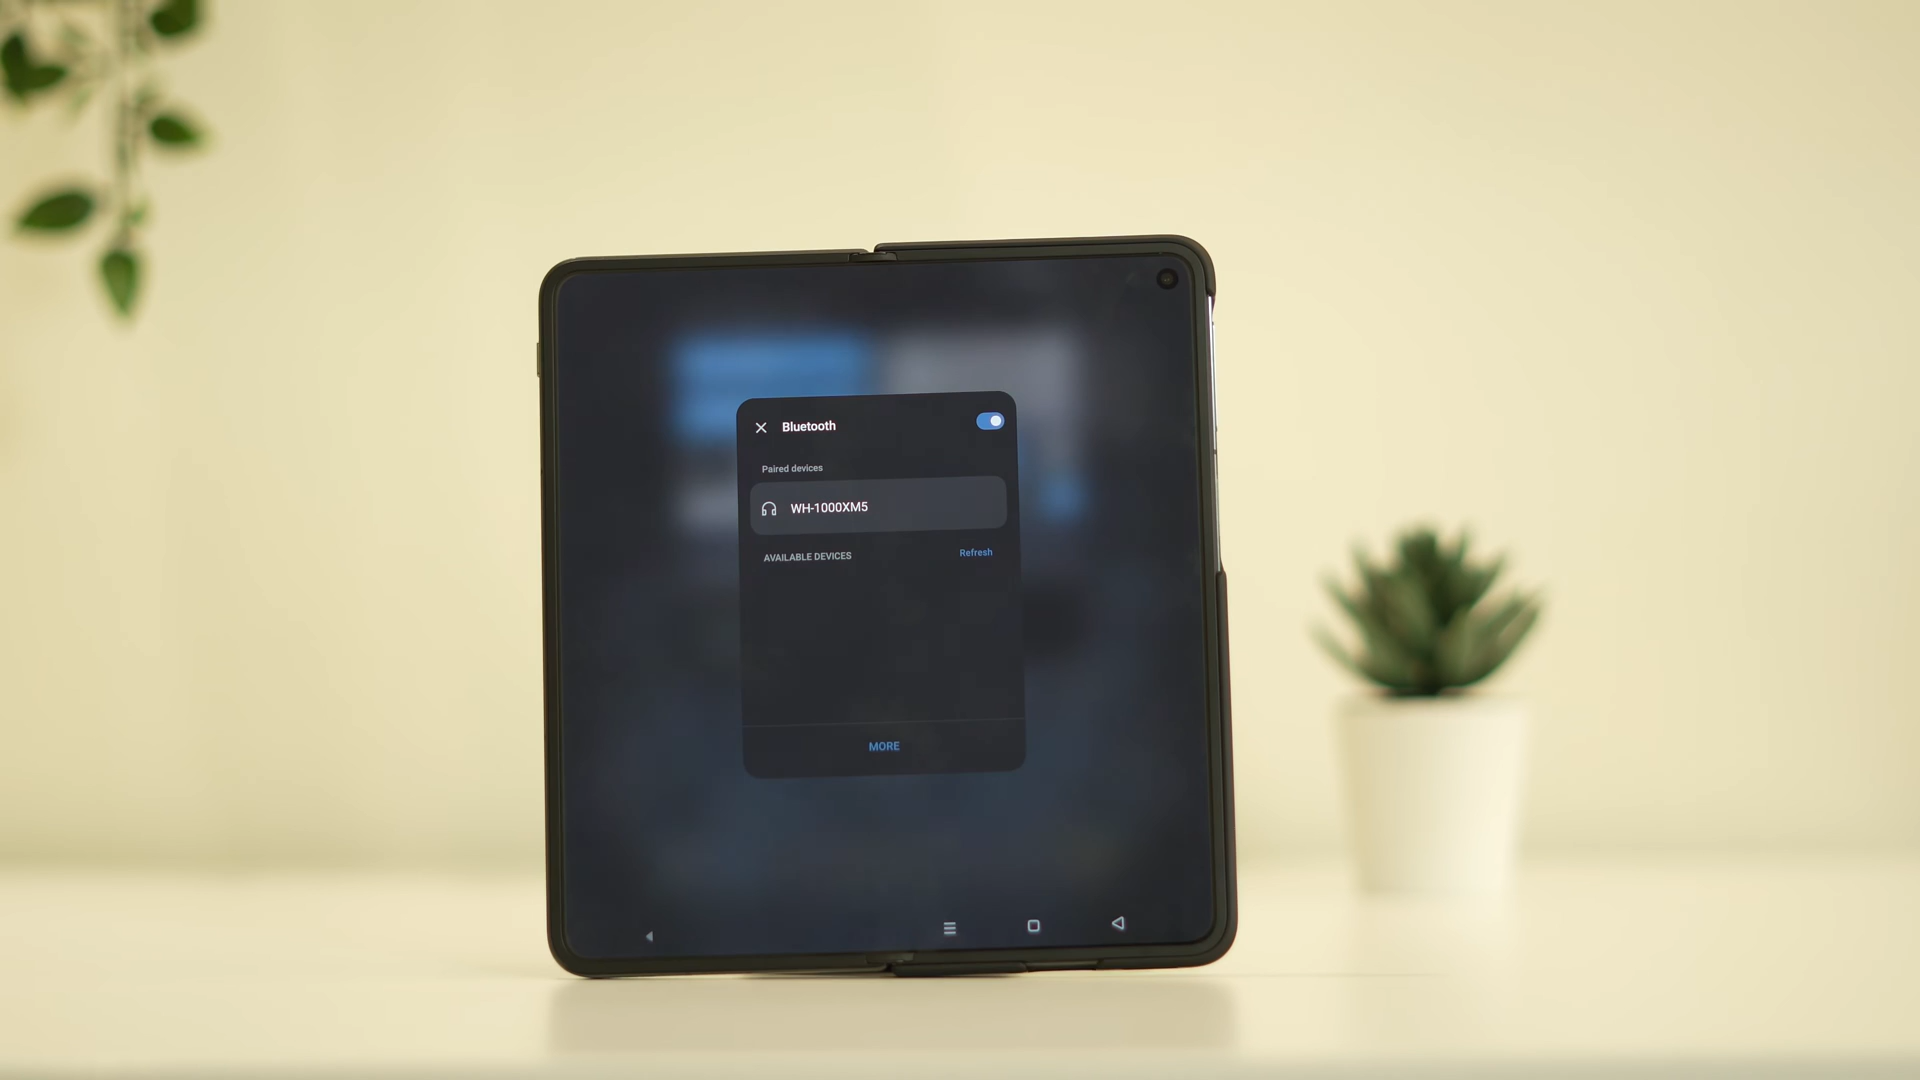 Bluetooth
Paired devices
WH-1000XM5
AVAILABLE DEVICES
Refresh
MORE